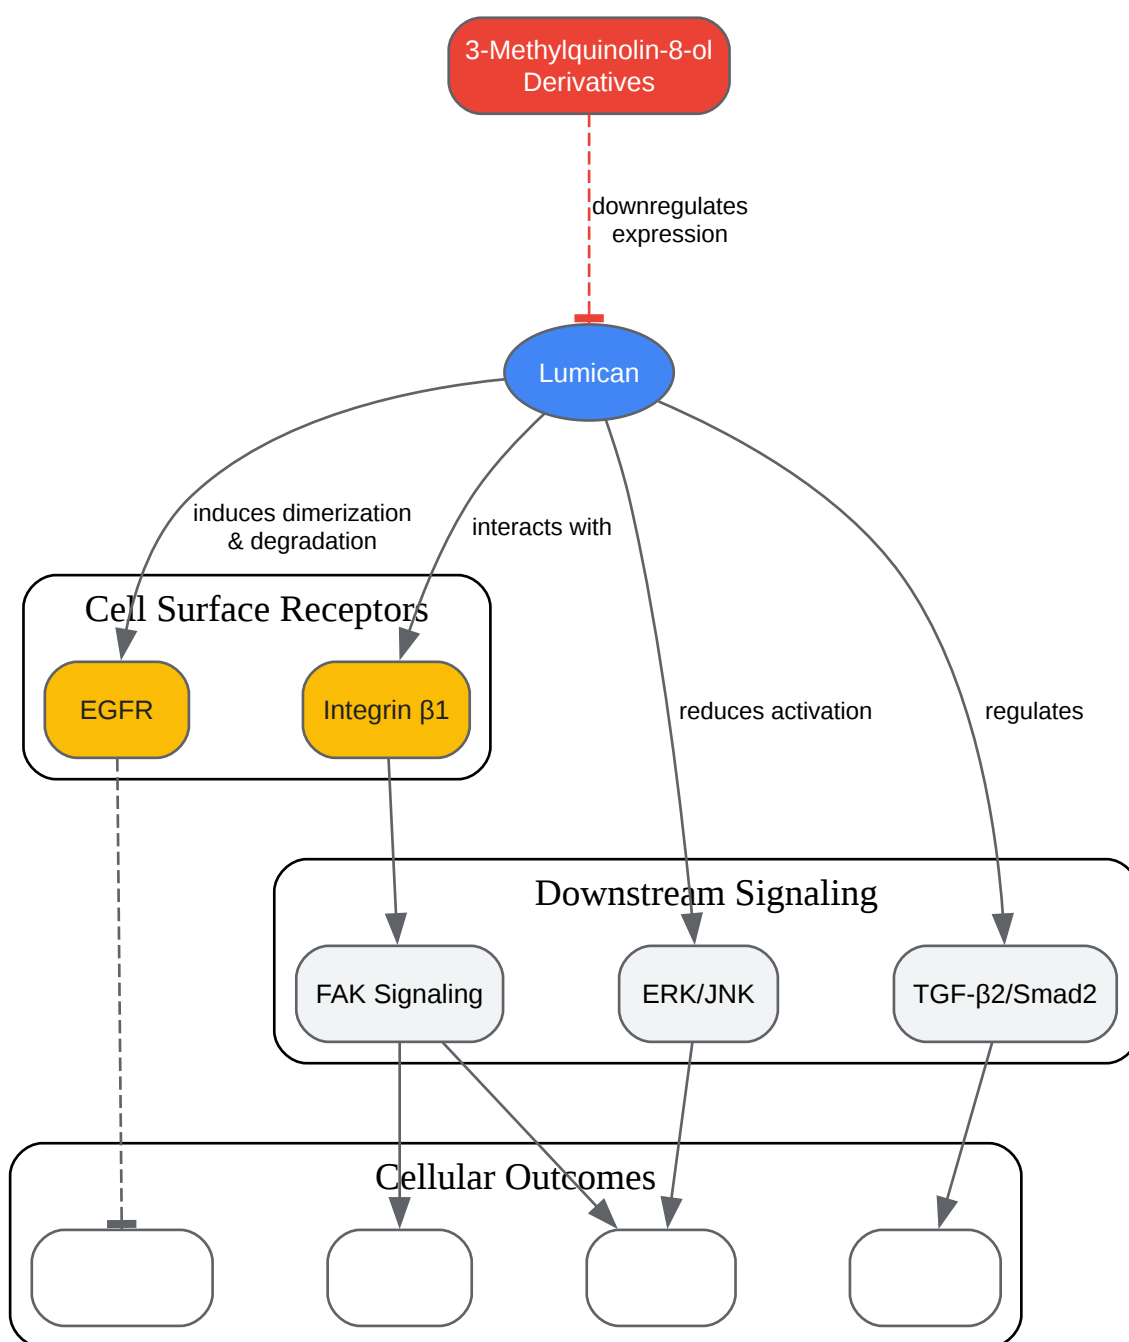 3-Methylquinolin-8-ol
Derivatives
downregulates
expression
Lumican
induces dimerization
& degradation
interacts with
Cell Surface Receptors
EGFR
Integrin β1
reduces activation
regulates
Downstream Signaling
FAK Signaling
ERK/JNK
TGF-β2/Smad2
Cellular Outcomes